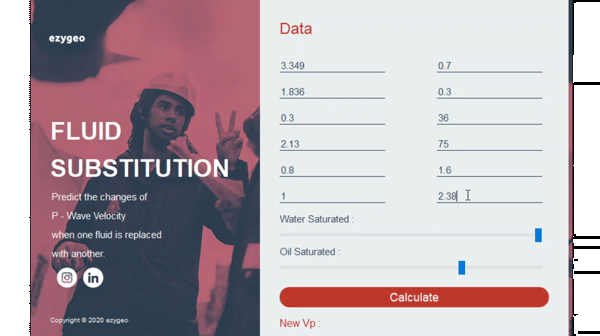 ezygeo
FLUID
SUBSTITUTION
Predict the changes of
P - Wave Velocity
when one fluid is replaced
with another.
Copyright © 2020 ezygeo
Data
3.349 0.7
1.836 0.3
0.3 36
2.13 75
0.8 1.6
1 2.38
Water Saturated :
Oil Saturated :
Calculate
New Vp :